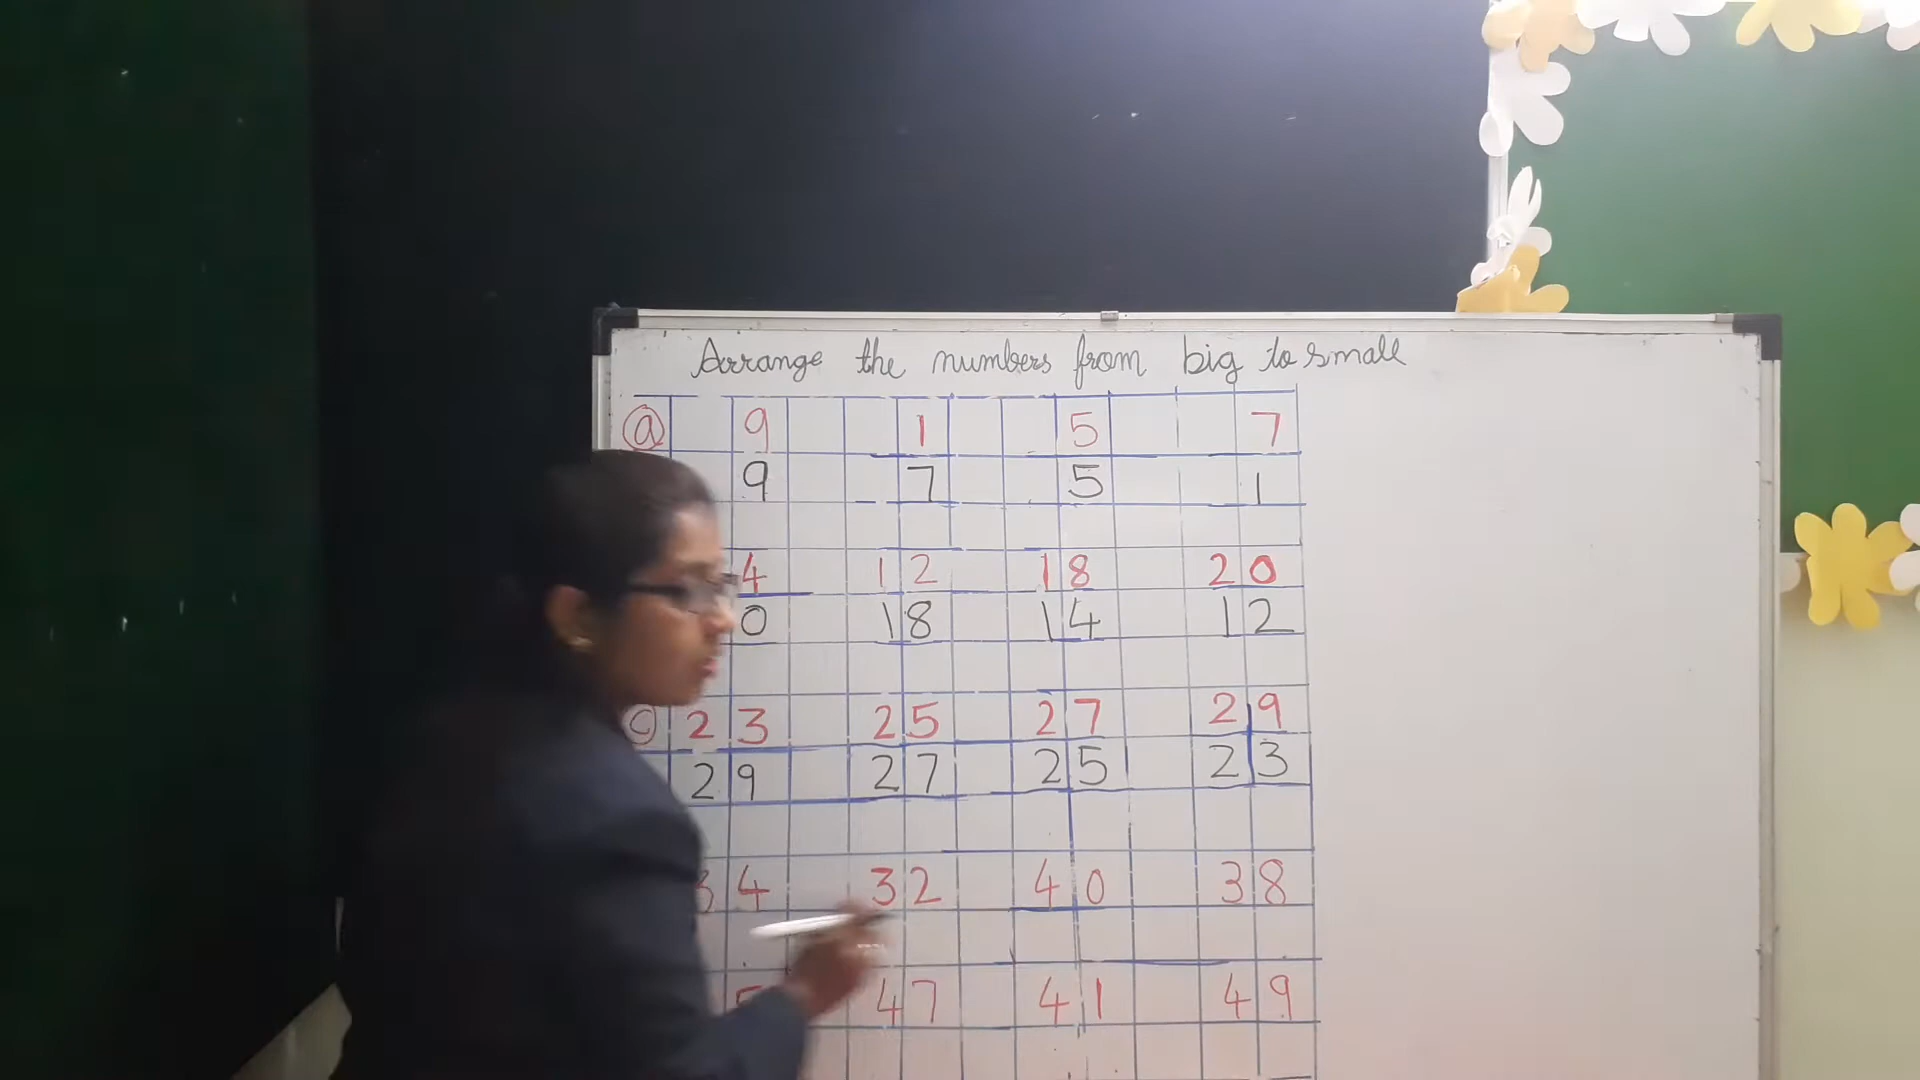 Arrange the numbers from big to small
a 9 1 5 7
9 7 5 1
4 12 18 20
0 18 14 12
c 23 25 27 29
29 27 25 23
34 32 40 38
47 41 49